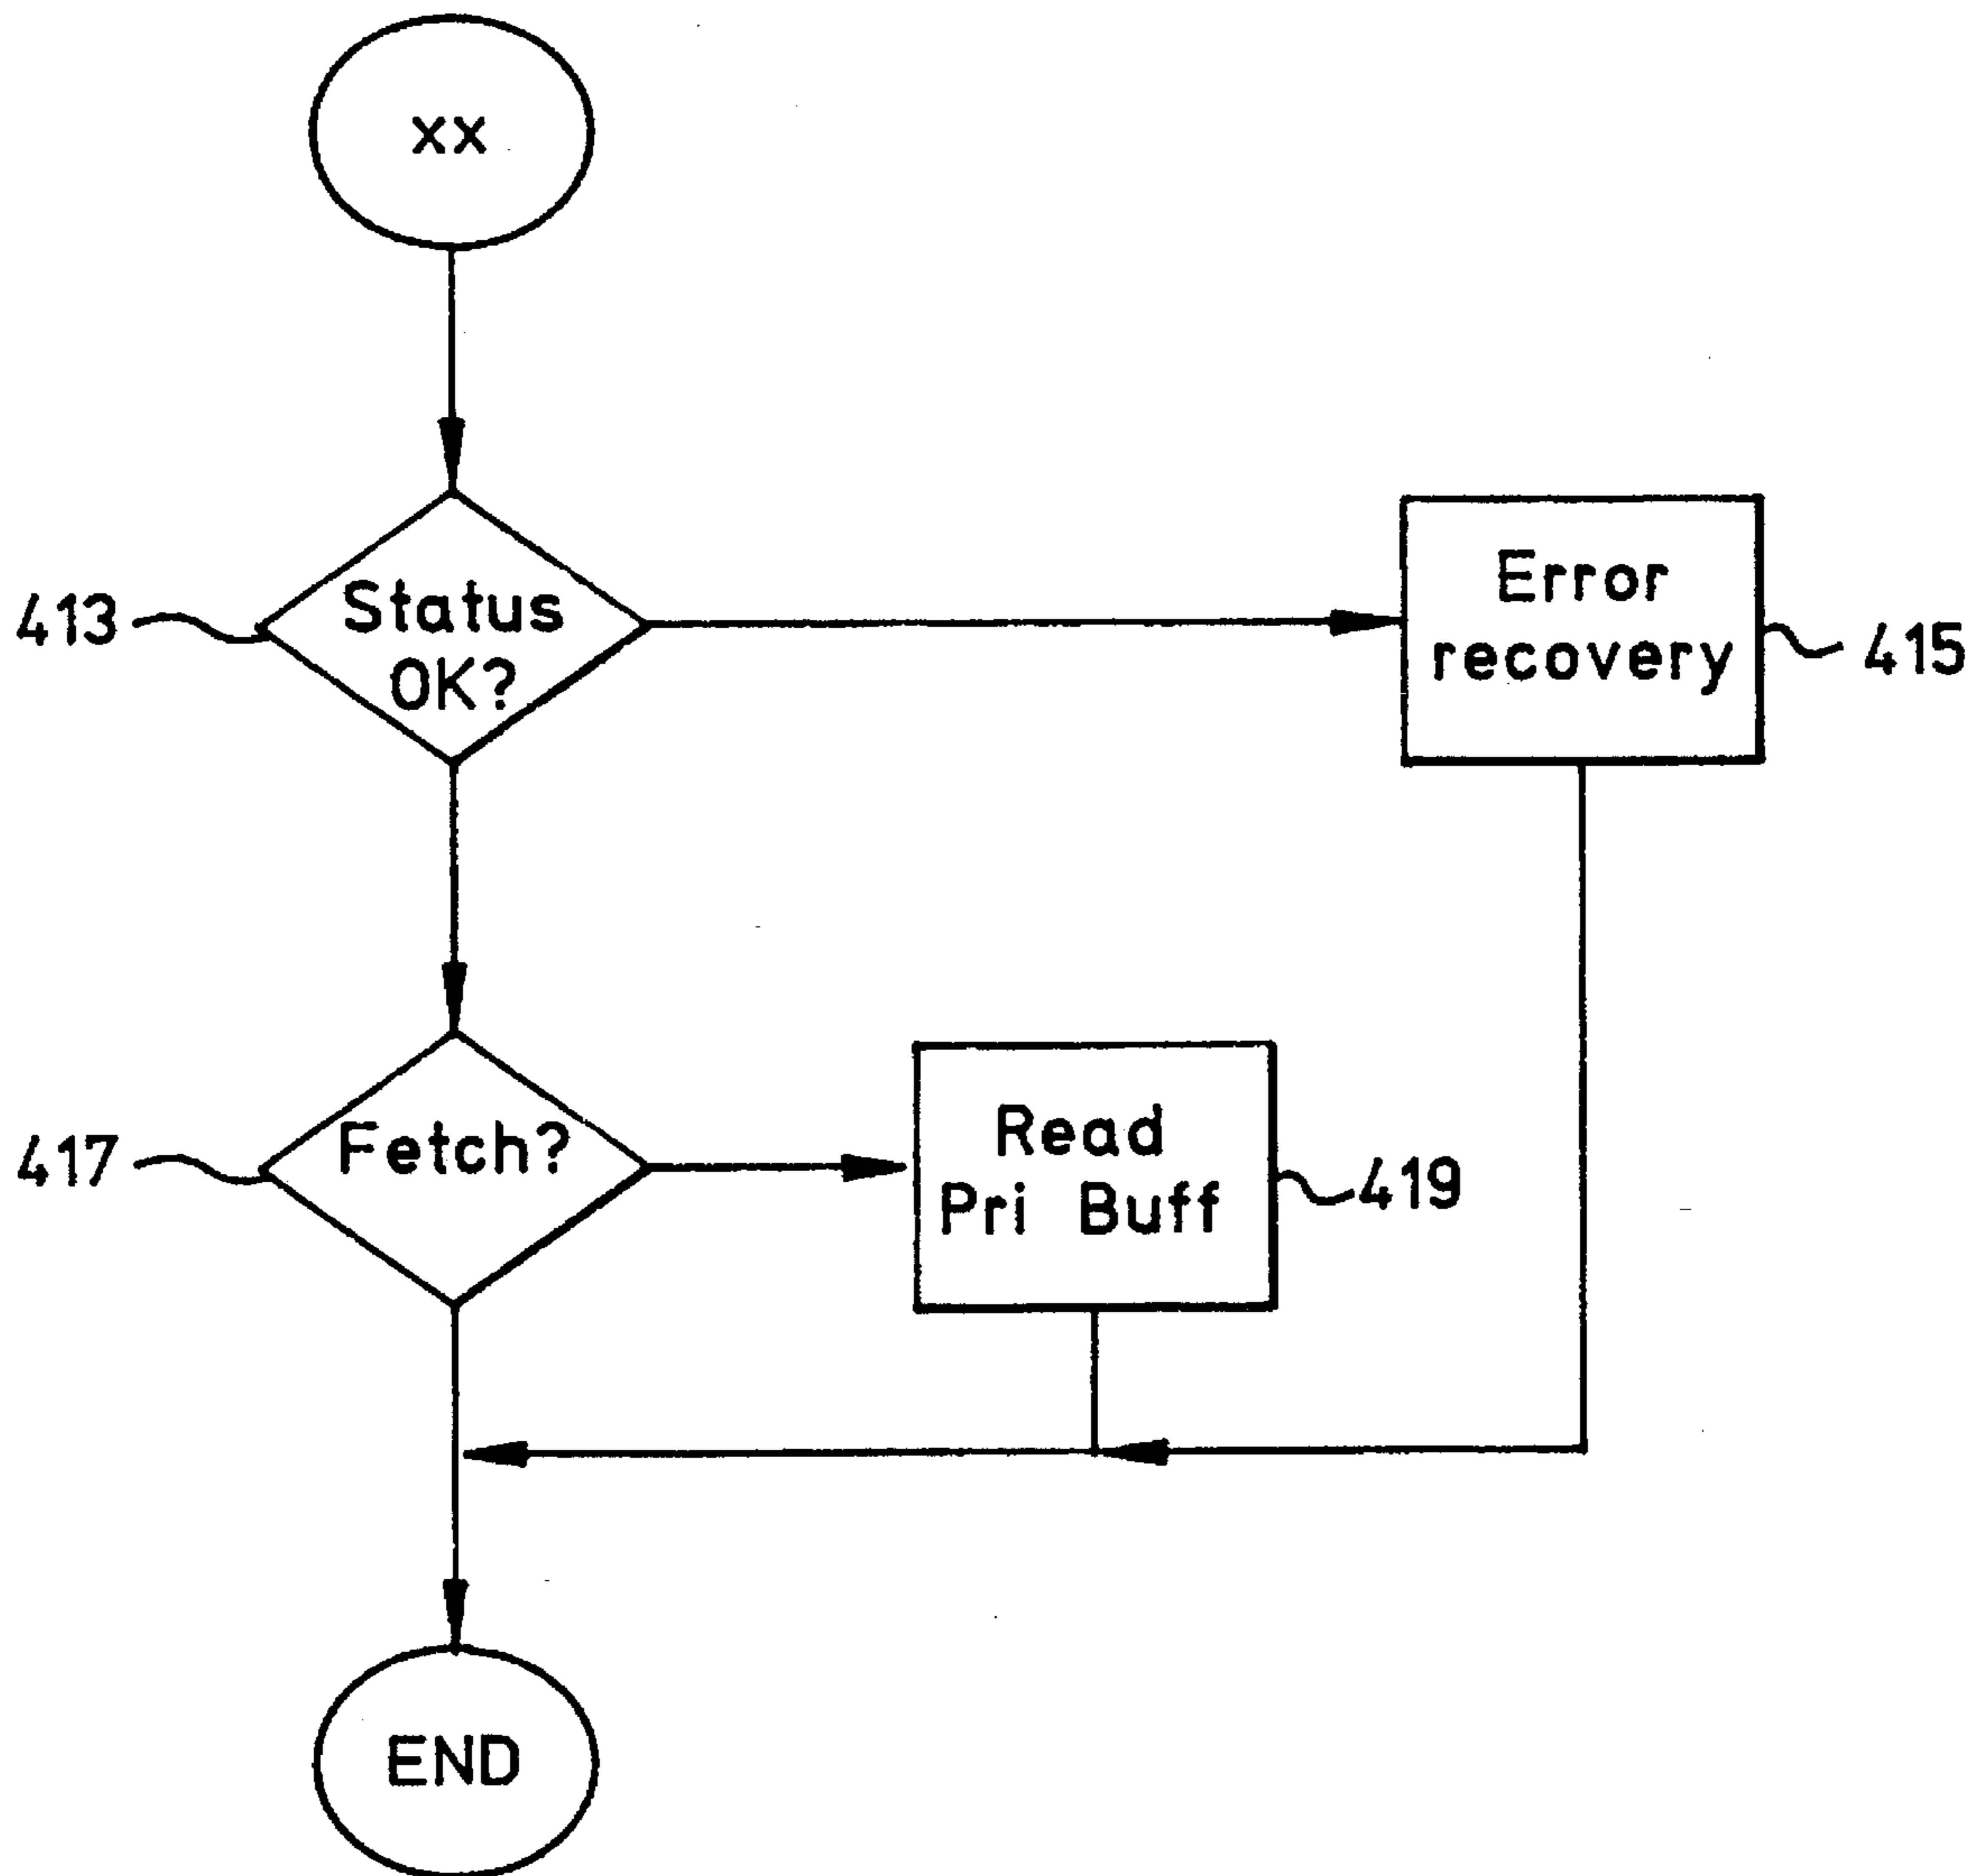 xx
413
Status
OK?
Error
recovery
415
417
Fetch?
Read
Pri Buff
419
END